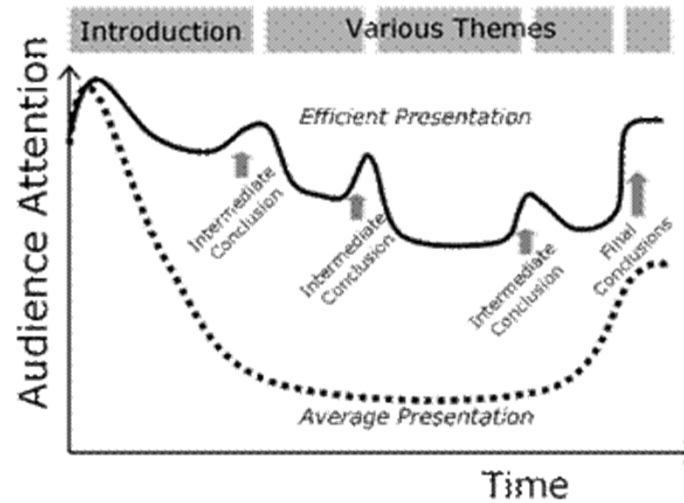 Introduction
Various Themes
Audience Attention
Efficient Presentation
Intermediate
Conclusion
Intermediate
Conclusion
Intermediate
Conclusion
Final
Conclusions
Average Presentation
Time